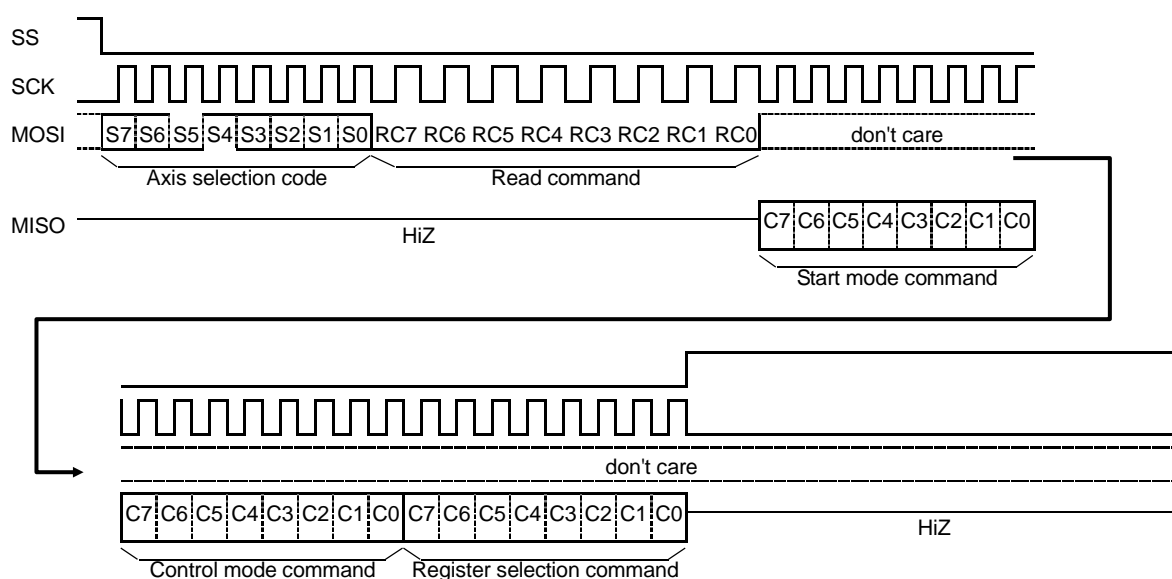 SS
SCK
MOSI S7 S6 S5 S4 S3 S2 S1 S0 RC7 RC6 RC5 RC4 RC3 RC2 RC1 RC0 don't care
Axis selection code Read command
MISO HiZ C7 C6 C5 C4 C3 C2 C1 C0
Start mode command
don't care
C7 C6 C5 C4 C3 C2 C1 C0 C7 C6 C5 C4 C3 C2 C1 C0 HiZ
Control mode command Register selection command